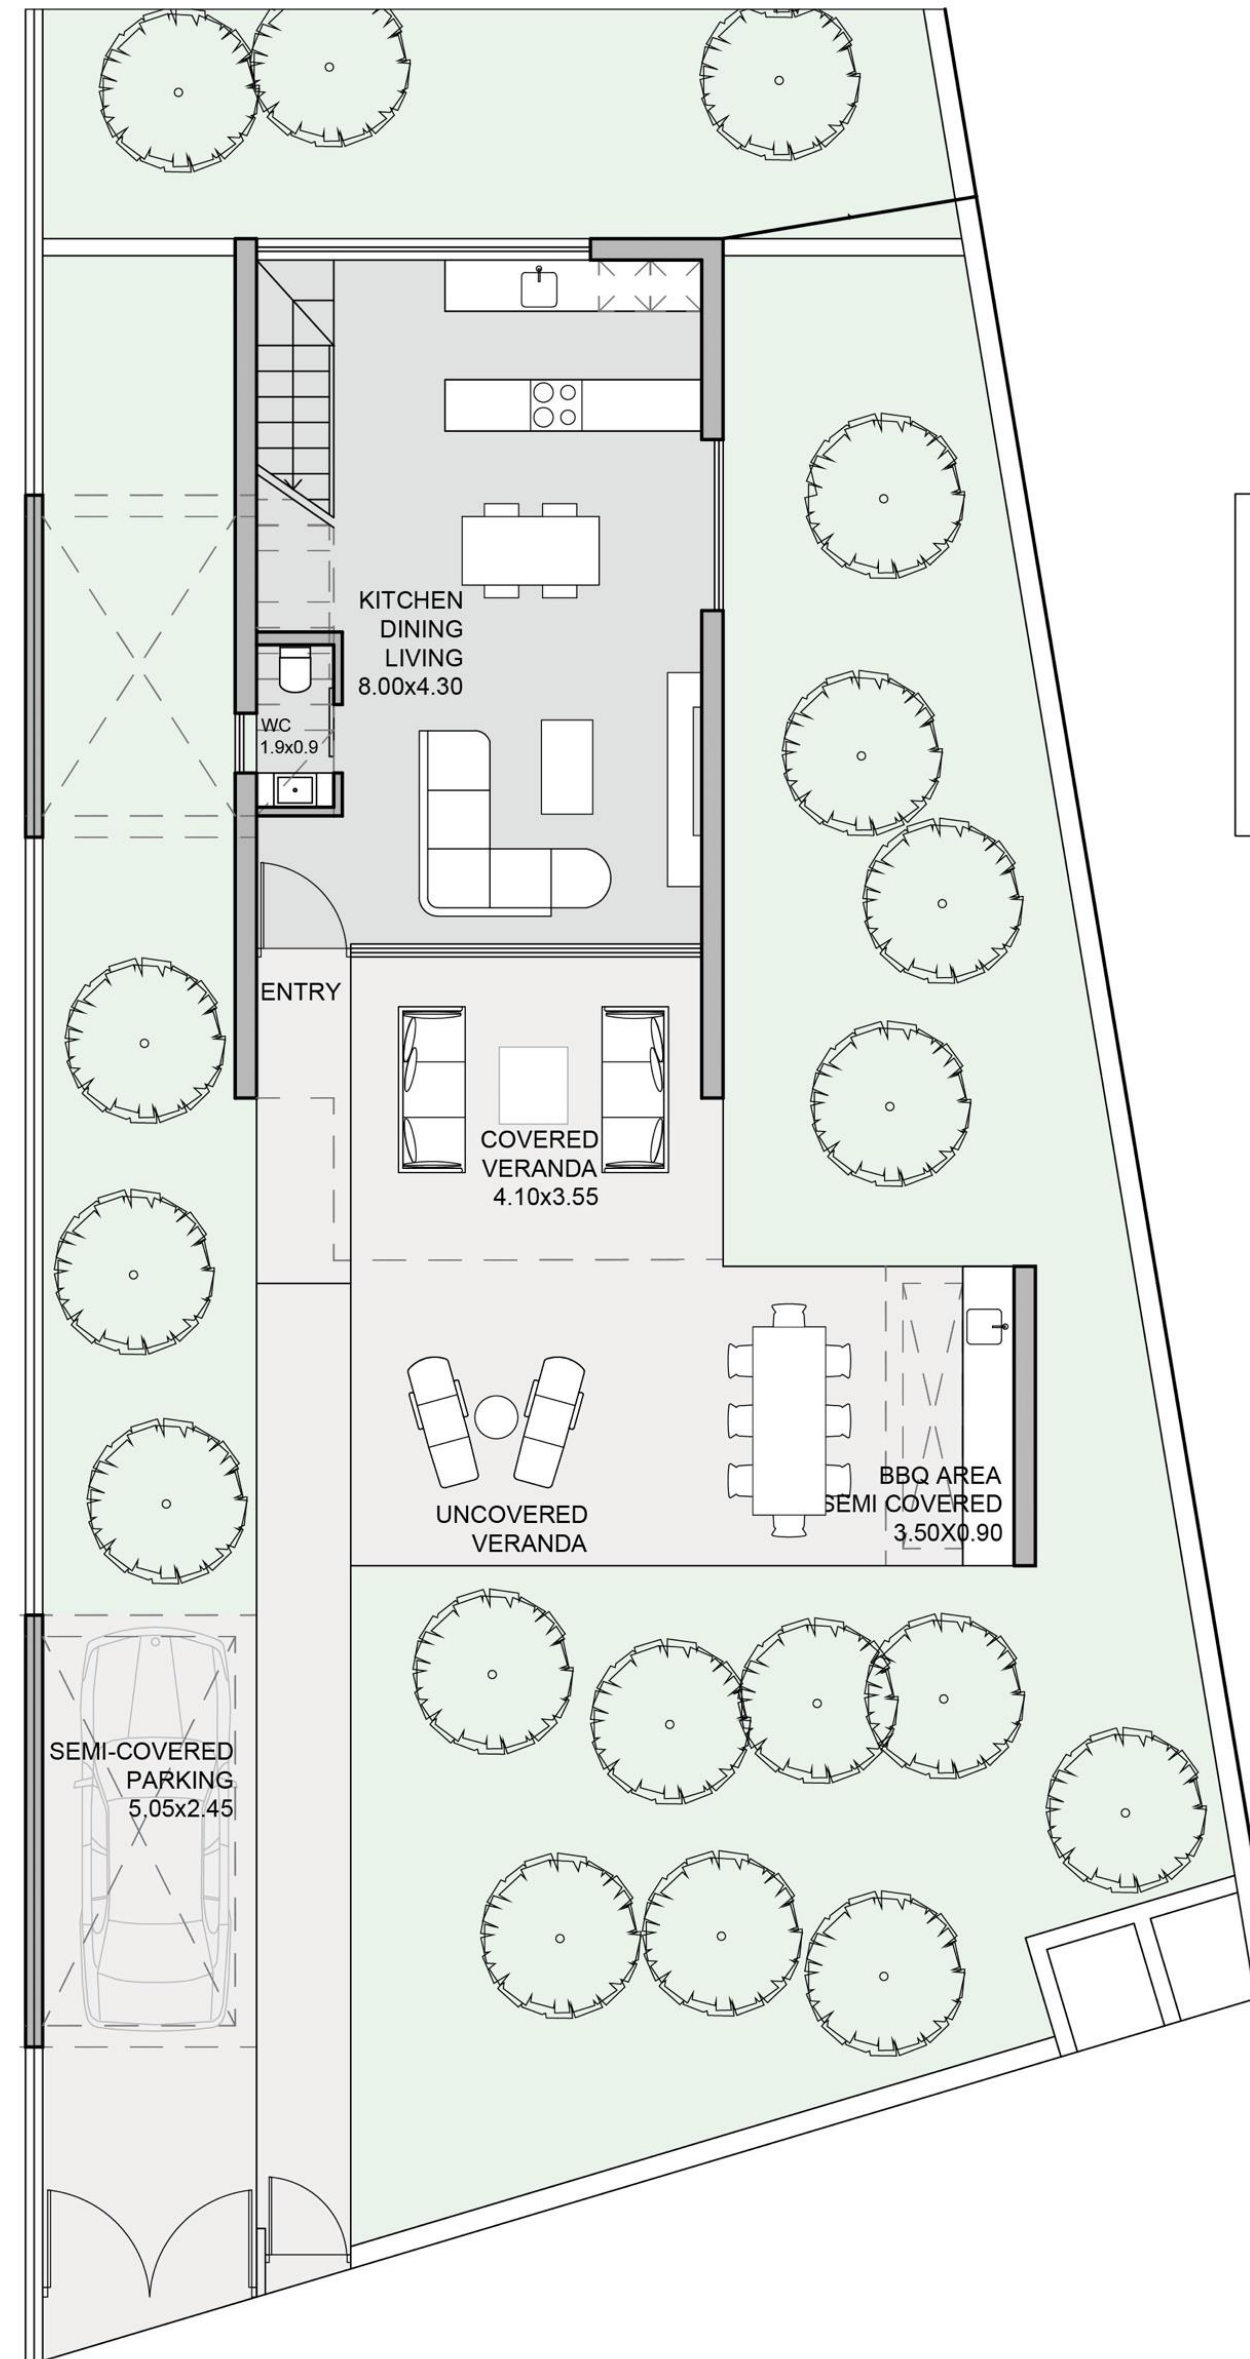 KITCHEN
DINING
LIVING
8.00x4.30
WC
1.9x0.9
ENTRY
COVERED
VERANDA
4.10x3.55
UNCOVERED
VERANDA
BBQ AREA
SEMI COVERED
3.50X0.90
SEMI-COVERED
PARKING
5.05x2.45